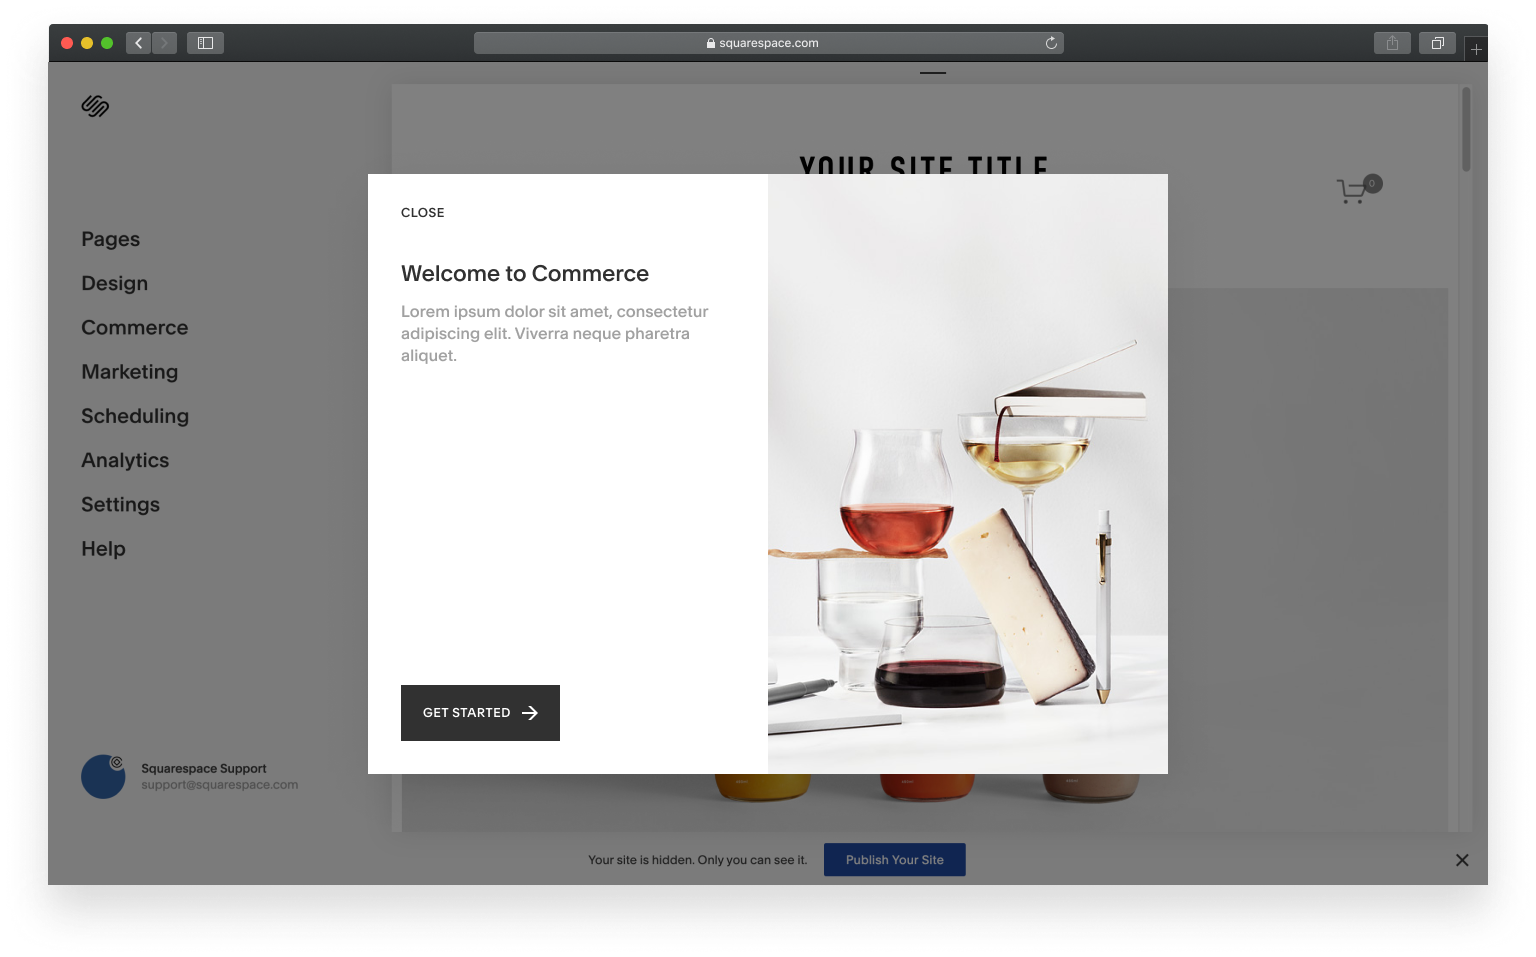 squarespace.com
YOUR SITE TITLE
0
CLOSE
Welcome to Commerce
Lorem ipsum dolor sit amet, consectetur
adipiscing elit. Viverra neque pharetra
aliquet.
GET STARTED
Pages
Design
Commerce
Marketing
Scheduling
Analytics
Settings
Help
Squarespace Support
support@squarespace.com
Your site is hidden. Only you can see it.
Publish Your Site